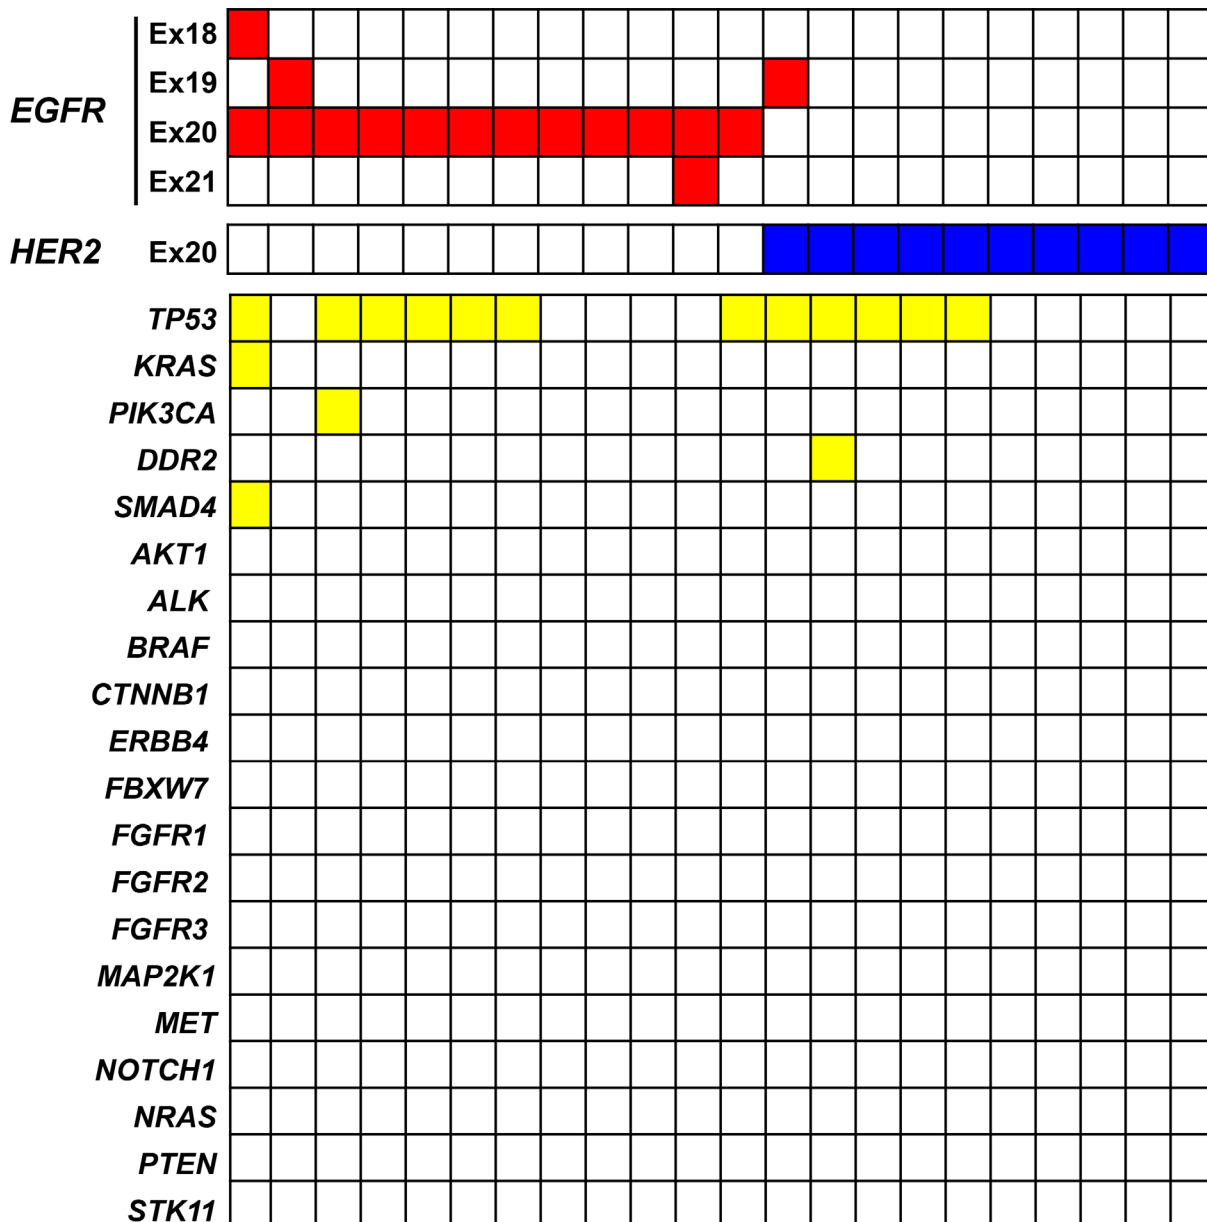 Ex18
Ex19
EGFR
Ex20
Ex21
HER2 Ex20
TP53
KRAS
PIK3CA
DDR2
SMAD4
AKT1
ALK
BRAF
CTNNB1
ERBB4
FBXW7
FGFR1
FGFR2
FGFR3
MAP2K1
MET
NOTCH1
NRAS
PTEN
STK11